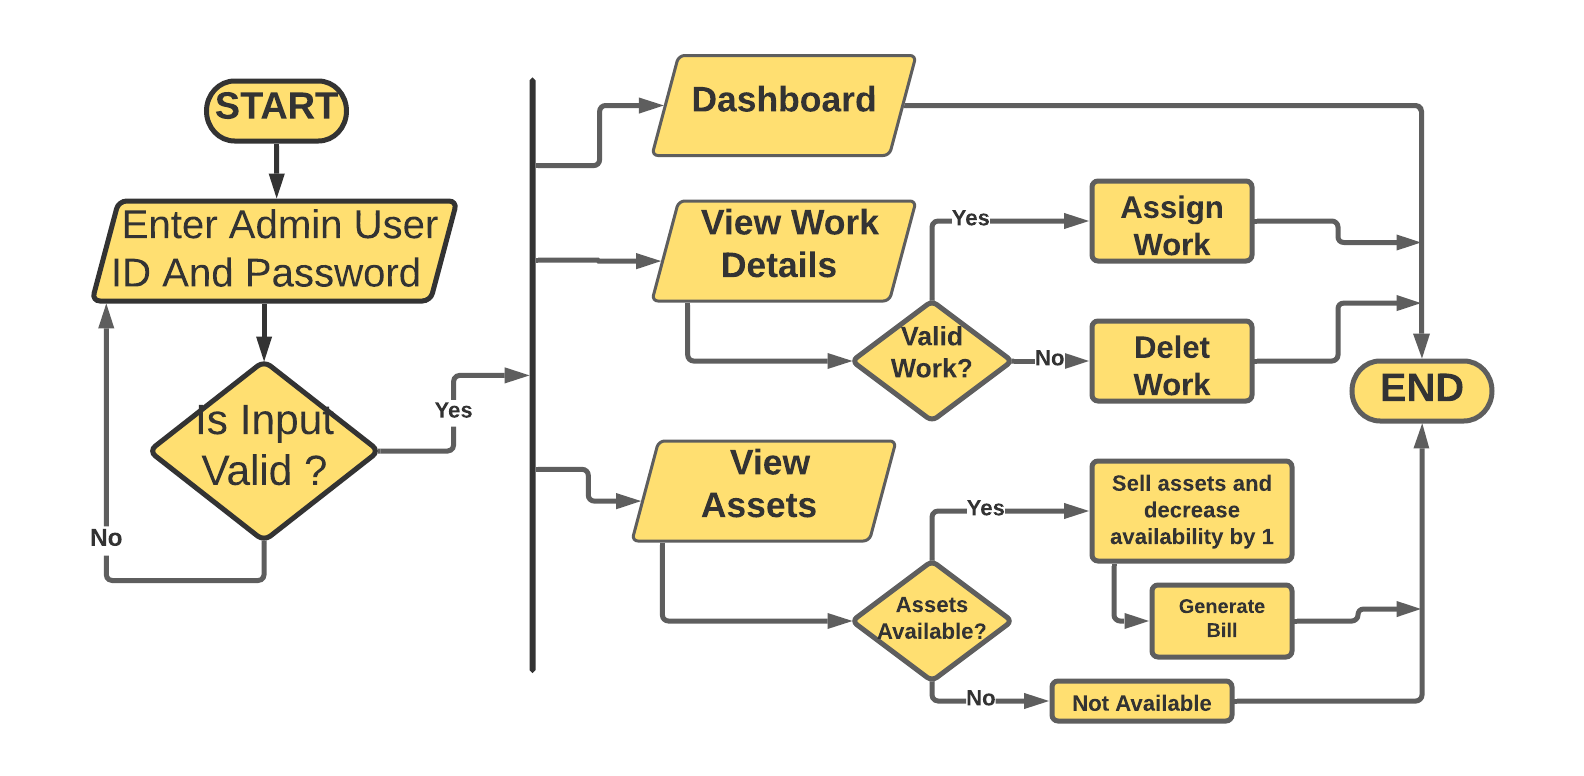 START
Enter Admin User
ID And Password
Is Input
Valid ?
No
Yes
Dashboard
View Work
Details
Valid
Work?
Yes
Assign
Work
No
Delet
Work
View
Assets
Assets
Available?
Yes
Sell assets and
decrease
availability by 1
Generate
Bill
No
Not Available
END